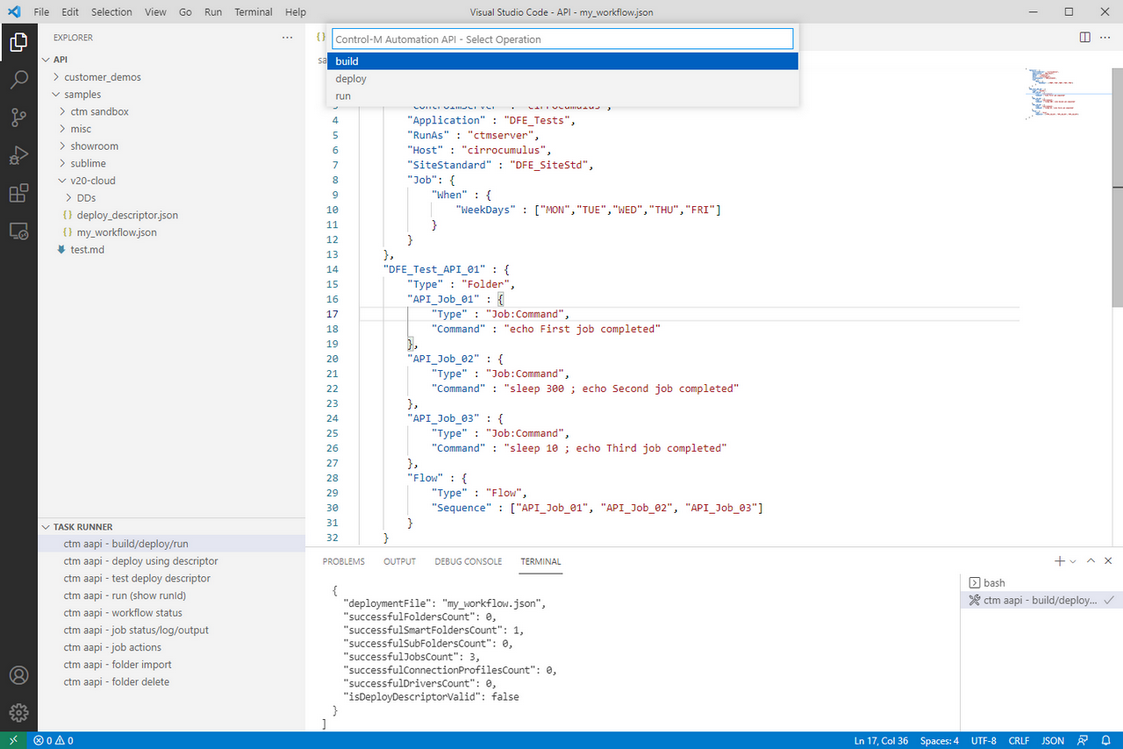 File Edit Selection View Go Run Terminal Help
Visual Studio Code - API - my_workflow.json
EXPLORER
API
customer_demos
samples
ctm sandbox
misc
showroom
sublime
v20-cloud
DDs
{} deploy_descriptor.json
{} my_workflow.json
test.md
TASK RUNNER
ctm aapi - build/deploy/run
ctm aapi - deploy using descriptor
ctm aapi - test deploy descriptor
ctm aapi - run (show runId)
ctm aapi - workflow status
ctm aapi - job status/log/output
ctm aapi - job actions
ctm aapi - folder import
ctm aapi - folder delete
Control-M Automation API - Select Operation
build
deploy
run
4 "Application" : "DFE_Tests",
5 "RunAs" : "ctmserver",
6 "Host" : "cirrocumulus",
7 "SiteStandard" : "DFE_SiteStd",
8 "Job": {
9 "When" : {
10 "WeekDays" : ["MON","TUE","WED","THU","FRI"]
11 }
12 }
13 },
14 "DFE_Test_API_01" : {
15 "Type" : "Folder",
16 "API_Job_01" : {
17 "Type" : "Job:Command",
18 "Command" : "echo First job completed"
19 },
20 "API_Job_02" : {
21 "Type" : "Job:Command",
22 "Command" : "sleep 300 ; echo Second job completed"
23 },
24 "API_Job_03" : {
25 "Type" : "Job:Command",
26 "Command" : "sleep 10 ; echo Third job completed"
27 },
28 "Flow" : {
29 "Type" : "Flow",
30 "Sequence" : ["API_Job_01", "API_Job_02", "API_Job_03"]
31 }
32 }
PROBLEMS OUTPUT DEBUG CONSOLE TERMINAL
{
"deploymentFile": "my_workflow.json",
"successfulFoldersCount": 0,
"successfulSmartFoldersCount": 1,
"successfulSubFoldersCount": 0,
"successfulJobsCount": 3,
"successfulConnectionProfilesCount": 0,
"successfulDriversCount": 0,
"isDeployDescriptorValid": false
}
]
bash
ctm aapi - build/deploy...
0 0
Ln 17, Col 36 Spaces: 4 UTF-8 CRLF JSON